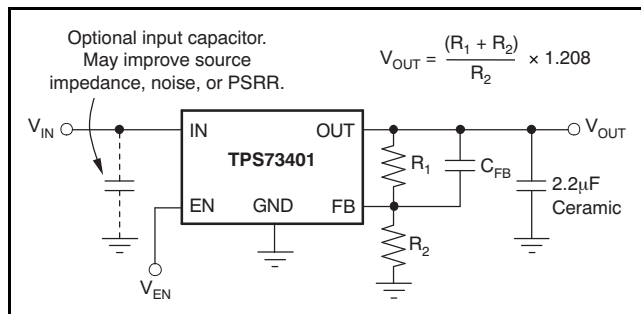 Optional input capacitor.
May improve source
impedance, noise, or PSRR.
V_OUT = (R_1 + R_2) / R_2 × 1.208
V_IN
IN
OUT
V_OUT
TPS73401
R_1
C_FB
2.2μF
Ceramic
EN
GND
FB
R_2
V_EN